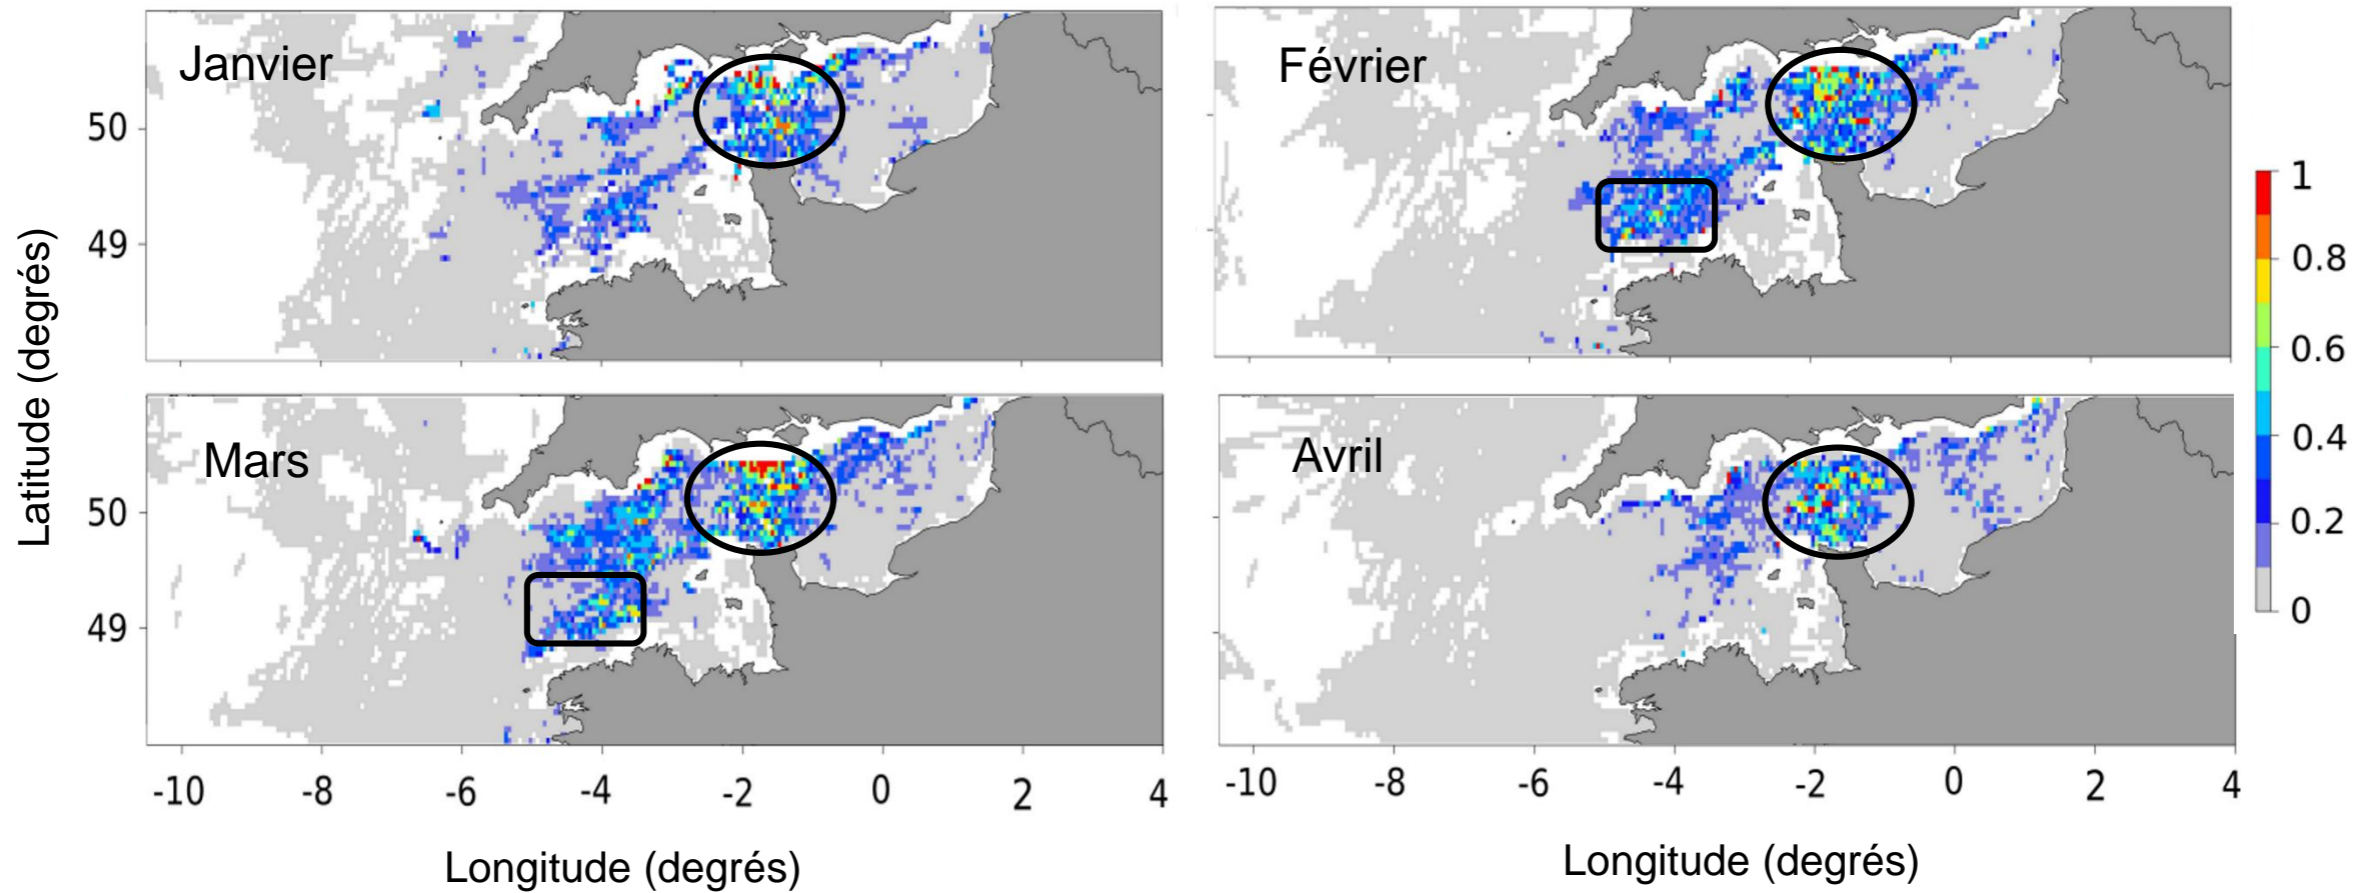 Janvier
Février
50
49
Latitude (degrés)
1
0.8
0.6
0.4
0.2
0
Mars
Avril
50
49
-10 -8 -6 -4 -2 0 2 4
-10 -8 -6 -4 -2 0 2 4
Longitude (degrés)
Longitude (degrés)